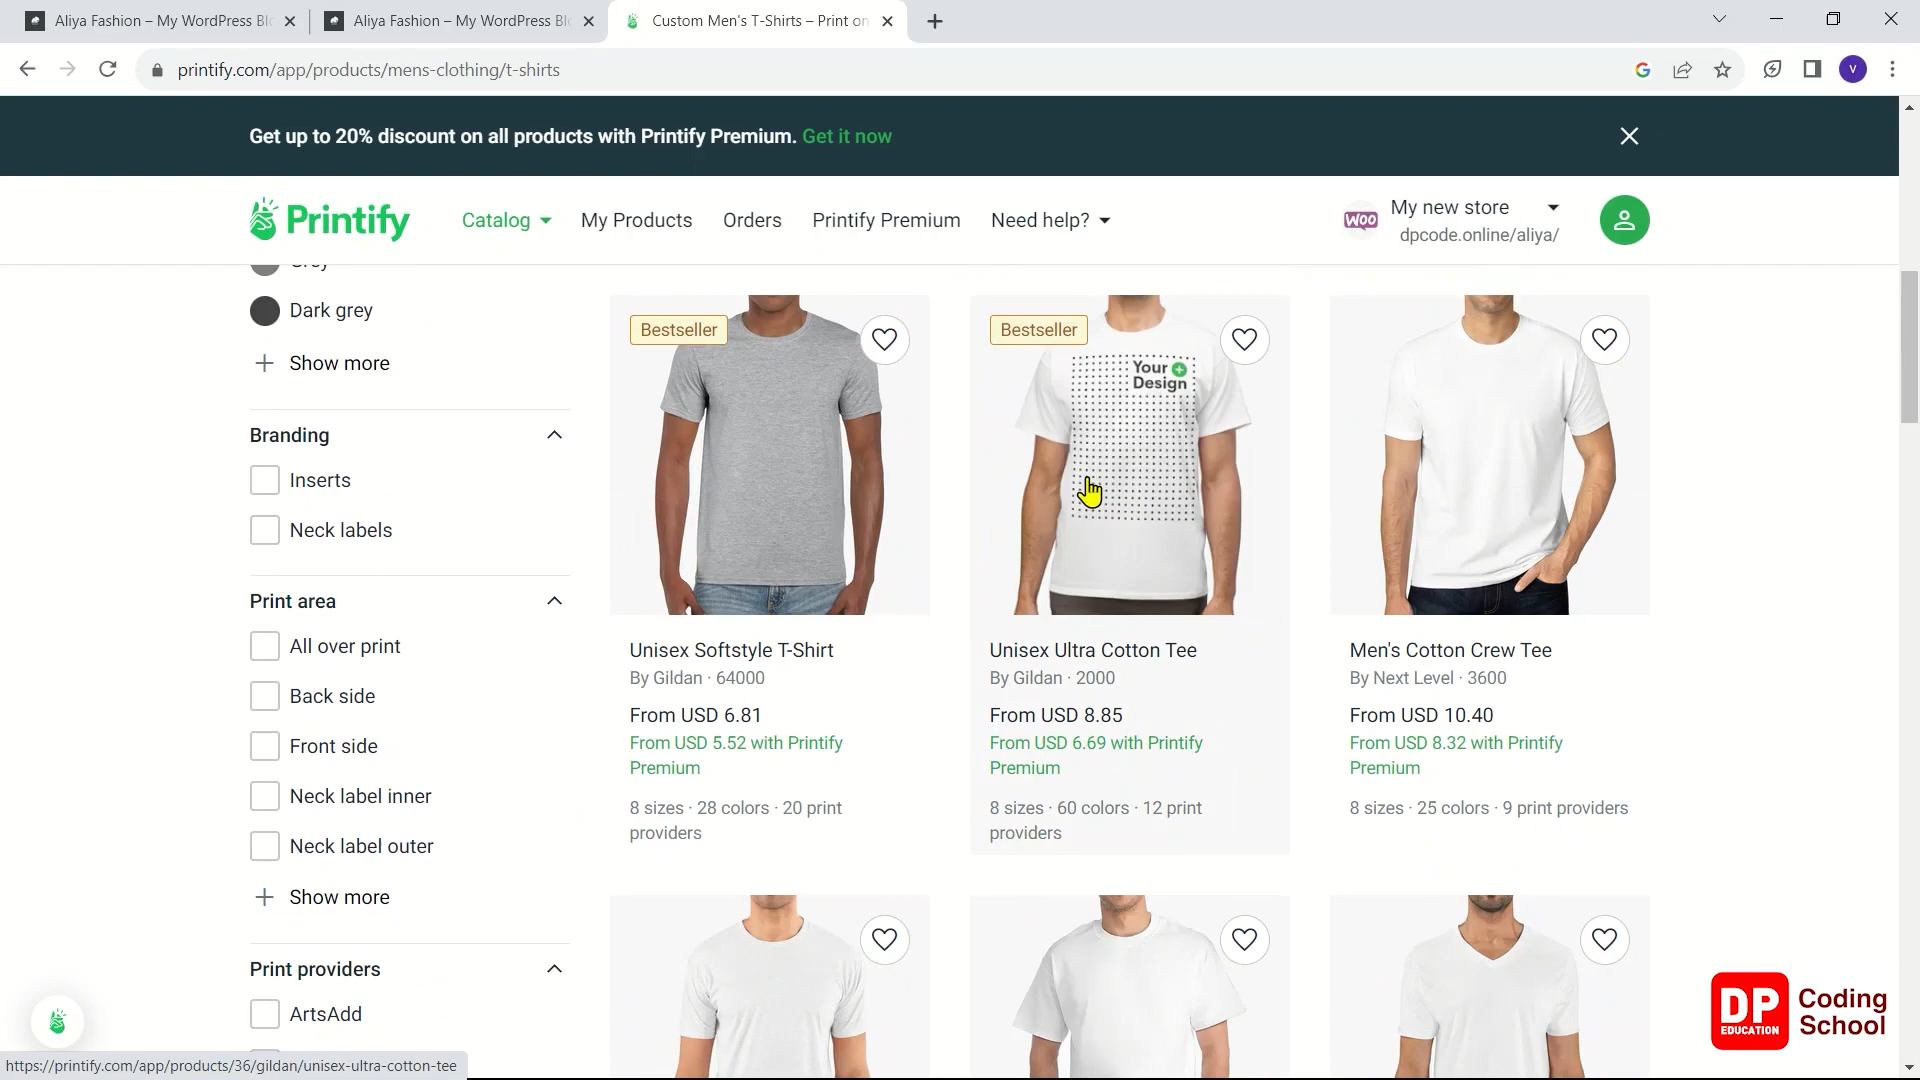 Aliya Fashion – My WordPress Bl
Aliya Fashion – My WordPress Bl
Custom Men's T-Shirts – Print on
printify.com/app/products/mens-clothing/t-shirts
V
Get up to 20% discount on all products with Printify Premium. Get it now
Printify
Catalog
My Products
Orders
Printify Premium
Need help?
WOO
My new store
dpcode.online/aliya/
Grey
Dark grey
Show more
Branding
Inserts
Neck labels
Print area
All over print
Back side
Front side
Neck label inner
Neck label outer
Show more
Print providers
ArtsAdd
Bestseller
Unisex Softstyle T-Shirt
By Gildan · 64000
From USD 6.81
From USD 5.52 with Printify
Premium
8 sizes · 28 colors · 20 print
providers
Bestseller
Your
Design
Unisex Ultra Cotton Tee
By Gildan · 2000
From USD 8.85
From USD 6.69 with Printify
Premium
8 sizes · 60 colors · 12 print
providers
Men's Cotton Crew Tee
By Next Level · 3600
From USD 10.40
From USD 8.32 with Printify
Premium
8 sizes · 25 colors · 9 print providers
DP
EDUCATION
Coding
School
https://printify.com/app/products/36/gildan/unisex-ultra-cotton-tee